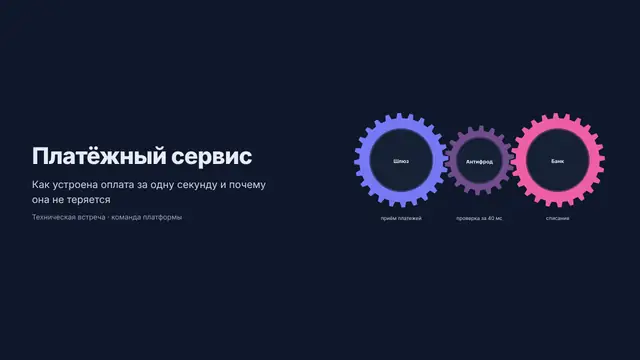 Платёжный сервис
Как устроена оплата за одну секунду и почему
она не теряется
Техническая встреча · команда платформы
Шлюз
Антифрод
Банк
приём платежей
проверка за 40 мс
списание